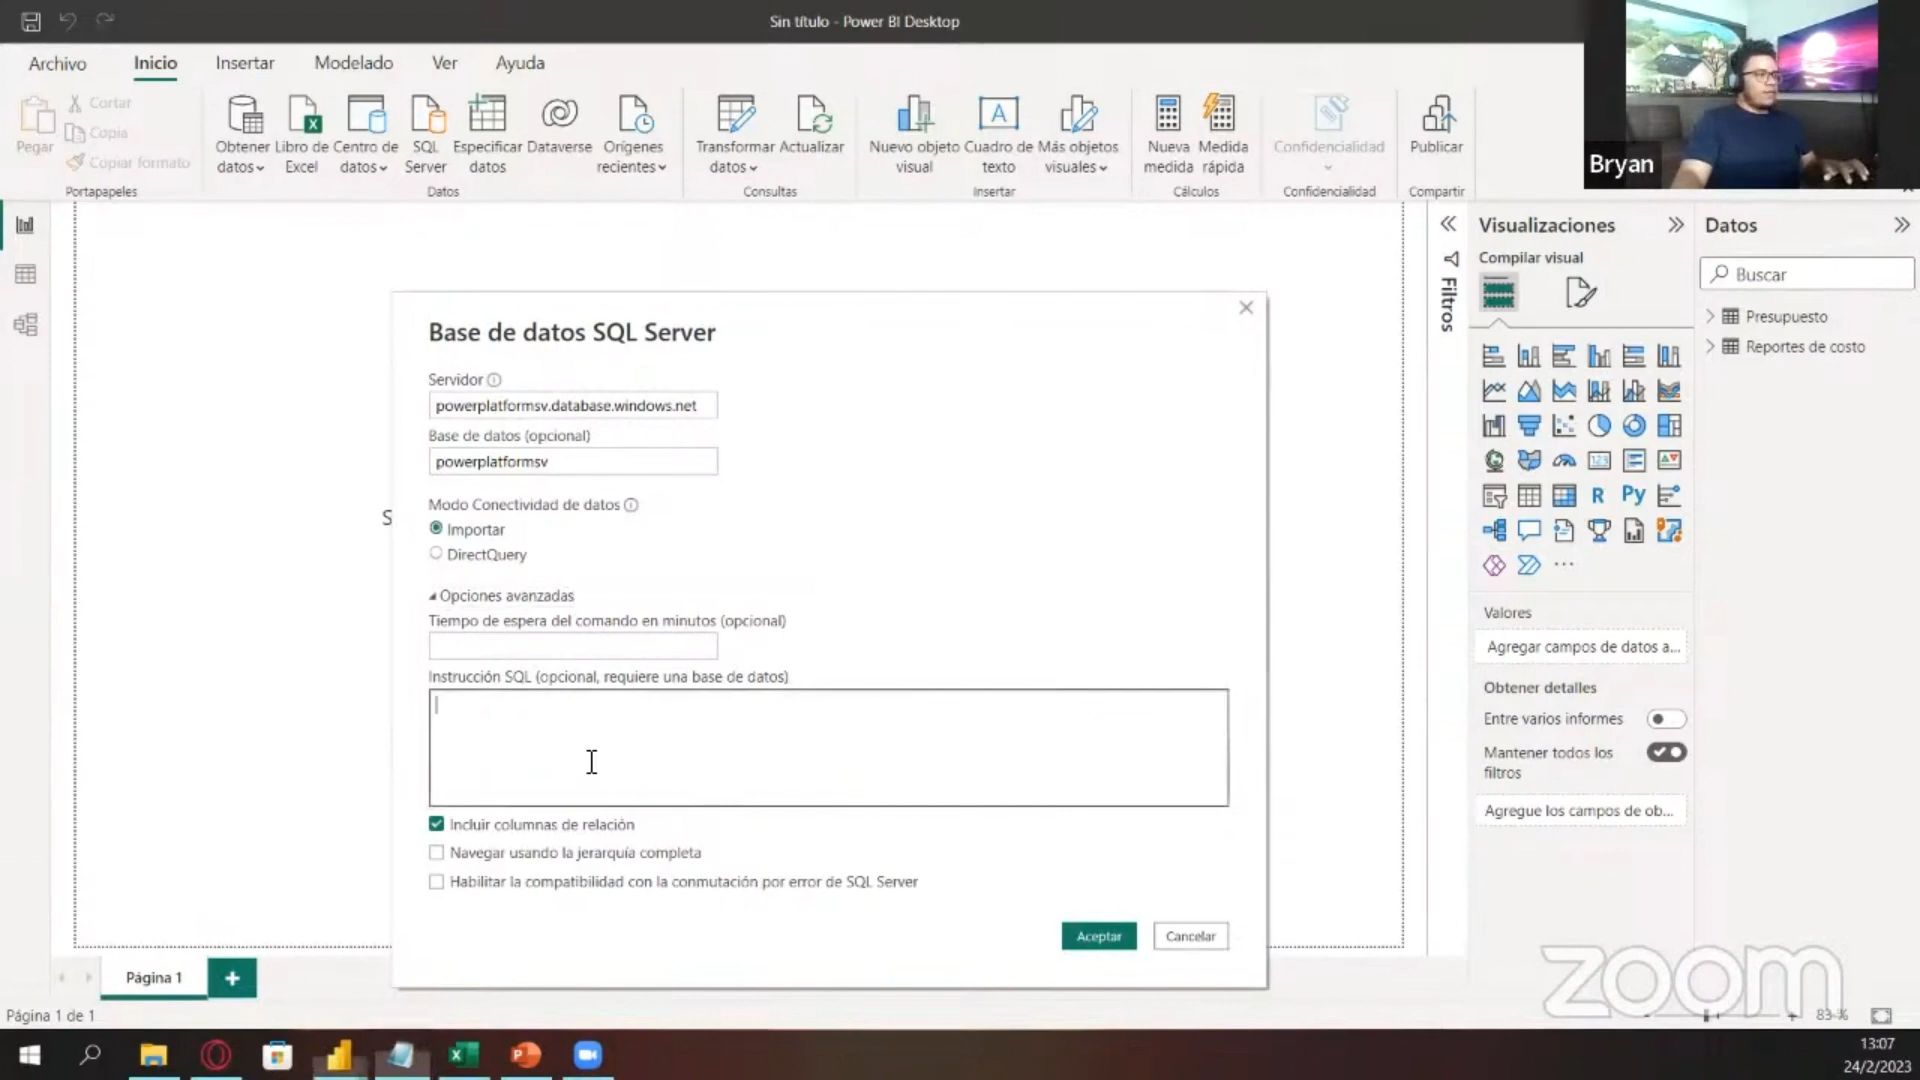 Sin título - Power BI Desktop
Archivo
Inicio
Insertar
Modelado
Ver
Ayuda
Pegar
Cortar
Copia
Copiar formato
Portapapeles
Obtener datos
Libro de Excel
Centro de datos
SQL Server
Especificar datos
Dataverse
Orígenes recientes
Datos
Transformar datos
Actualizar
Consultas
Nuevo objeto visual
Cuadro de texto
Más objetos visuales
Insertar
Nueva medida
Medida rápida
Cálculos
Confidencialidad
Confidencialidad
Publicar
Compartir
Bryan
Filtros
Visualizaciones
Compilar visual
R
Py
123
Valores
Agregar campos de datos a...
Obtener detalles
Entre varios informes
Mantener todos los
filtros
Agregue los campos de ob...
Datos
Buscar
Presupuesto
Reportes de costo
S
Base de datos SQL Server
Servidor
powerplatformsv.database.windows.net
Base de datos (opcional)
powerplatformsv
Modo Conectividad de datos
Importar
DirectQuery
Opciones avanzadas
Tiempo de espera del comando en minutos (opcional)
Instrucción SQL (opcional, requiere una base de datos)
Incluir columnas de relación
Navegar usando la jerarquía completa
Habilitar la compatibilidad con la conmutación por error de SQL Server
Aceptar
Cancelar
Página 1
Página 1 de 1
zoom
83 %
13:07
24/2/2023